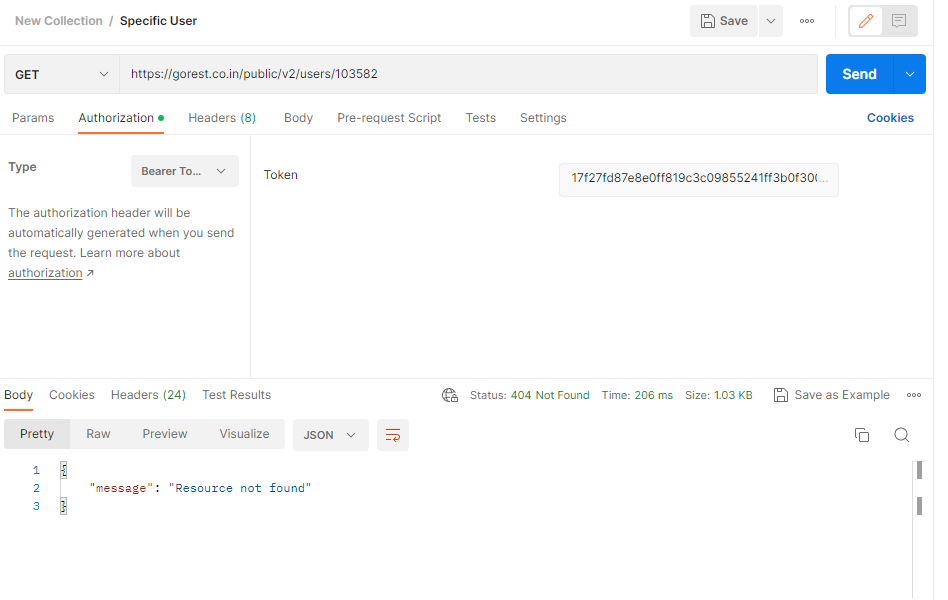 New Collection / Specific User
Save
GET
https://gorest.co.in/public/v2/users/103582
Send
Params Authorization Headers (8) Body Pre-request Script Tests Settings Cookies
Type
Bearer To...
Token
17f27fd87e8e0ff819c3c09855241ff3b0f30(...
The authorization header will be
automatically generated when you send
the request. Learn more about
authorization ↗
Body Cookies Headers (24) Test Results
Status: 404 Not Found Time: 206 ms Size: 1.03 KB
Save as Example
Pretty Raw Preview Visualize JSON
1 {
2 "message": "Resource not found"
3 }